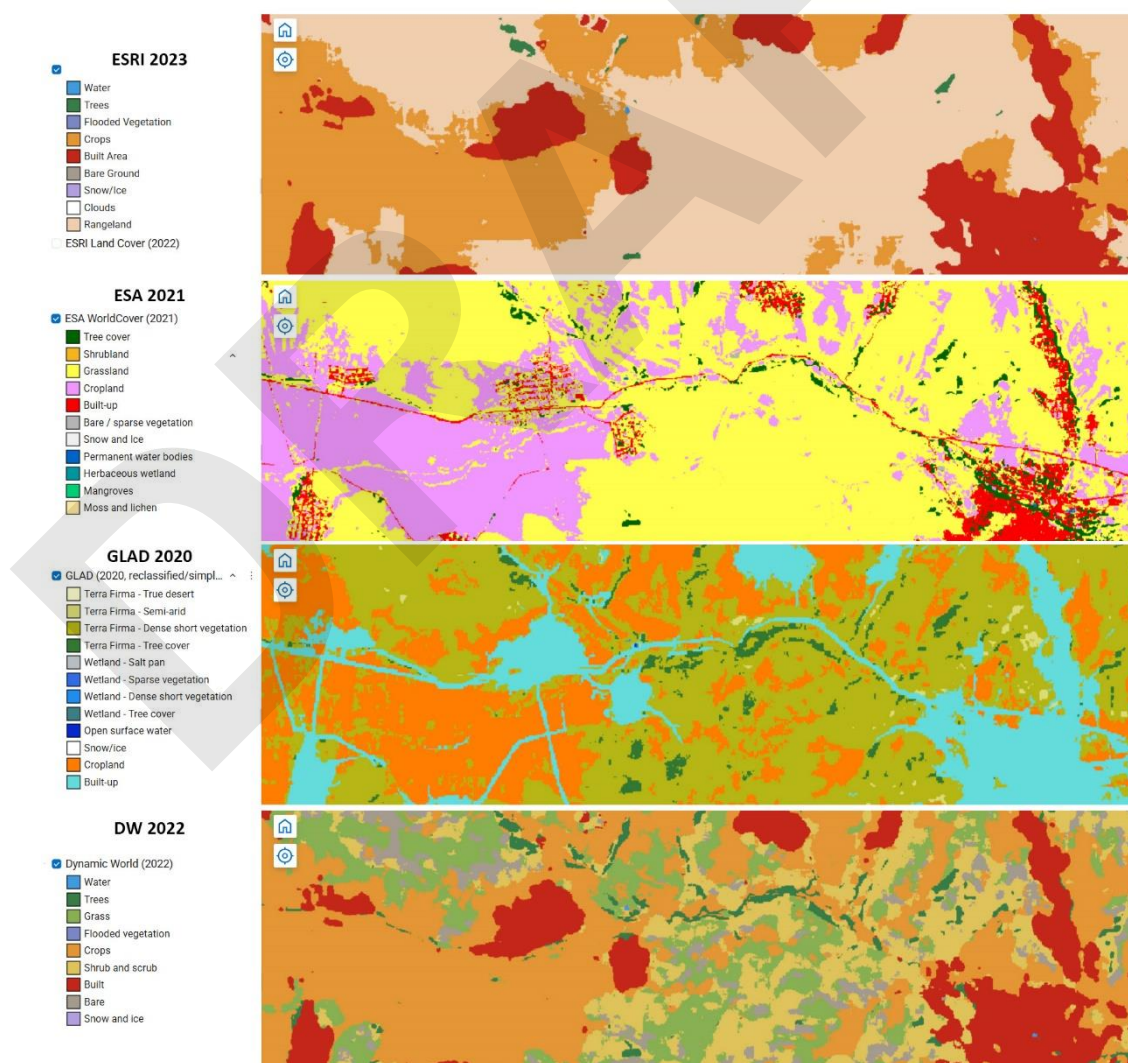 ESRI 2023
Water
Trees
Flooded Vegetation
Crops
Built Area
Bare Ground
Snow/Ice
Clouds
Rangeland
ESRI Land Cover (2022)
ESA 2021
ESA WorldCover (2021)
Tree cover
Shrubland
Grassland
Cropland
Built-up
Bare / sparse vegetation
Snow and Ice
Permanent water bodies
Herbaceous wetland
Mangroves
Moss and lichen
GLAD 2020
GLAD (2020, reclassified/simpl...
Terra Firma - True desert
Terra Firma - Semi-arid
Terra Firma - Dense short vegetation
Terra Firma - Tree cover
Wetland - Salt pan
Wetland - Sparse vegetation
Wetland - Dense short vegetation
Wetland - Tree cover
Open surface water
Snow/ice
Cropland
Built-up
DW 2022
Dynamic World (2022)
Water
Trees
Grass
Flooded vegetation
Crops
Shrub and scrub
Built
Bare
Snow and ice